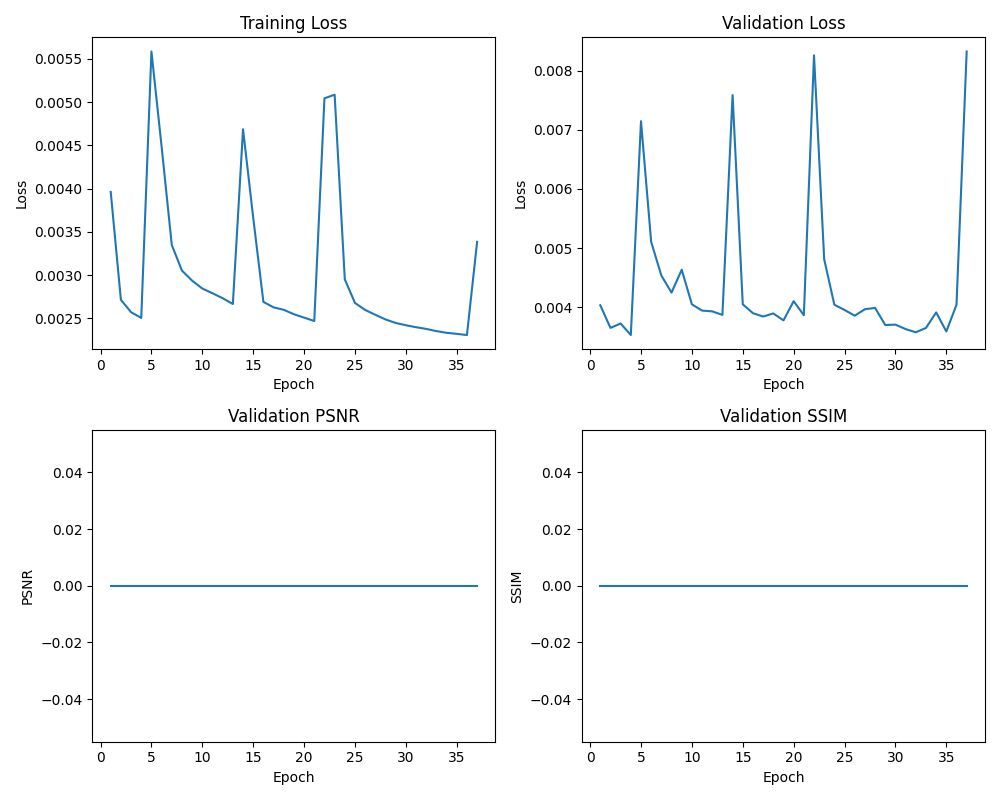 Training Loss
Validation Loss
0.0055
0.0050
0.0045
0.0040
0.0035
0.0030
0.0025
Loss
0 5 10 15 20 25 30 35
Epoch
0.008
0.007
0.006
0.005
0.004
Loss
0 5 10 15 20 25 30 35
Epoch
Validation PSNR
Validation SSIM
0.04
0.02
0.00
−0.02
−0.04
PSNR
0 5 10 15 20 25 30 35
Epoch
0.04
0.02
0.00
−0.02
−0.04
SSIM
0 5 10 15 20 25 30 35
Epoch